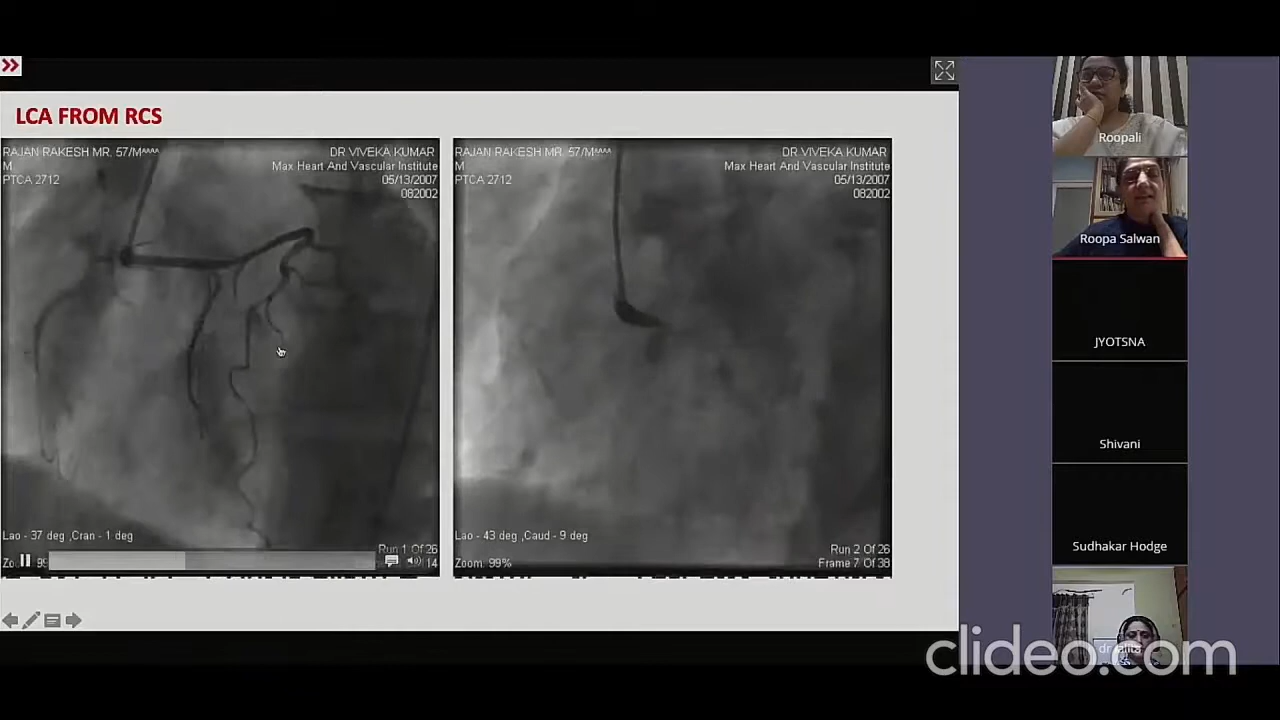 LCA FROM RCS
RAJAN RAKESH MR. 57/M^^^^
M
PTCA 2712
DR VIVEKA KUMAR
Max Heart And Vascular Institute
05/13/2007
082002
Lao - 37 deg ,Cran - 1 deg
Run 1 Of 26
14
RAJAN RAKESH MR. 57/M^^^^
M
PTCA 2712
DR VIVEKA KUMAR
Max Heart And Vascular Institute
05/13/2007
082002
Lao - 43 deg ,Caud - 9 deg
Zoom: 99%
Run 2 Of 26
Frame 7 Of 38
Roopali
Roopa Salwan
JYOTSNA
Shivani
Sudhakar Hodge
clideo.com